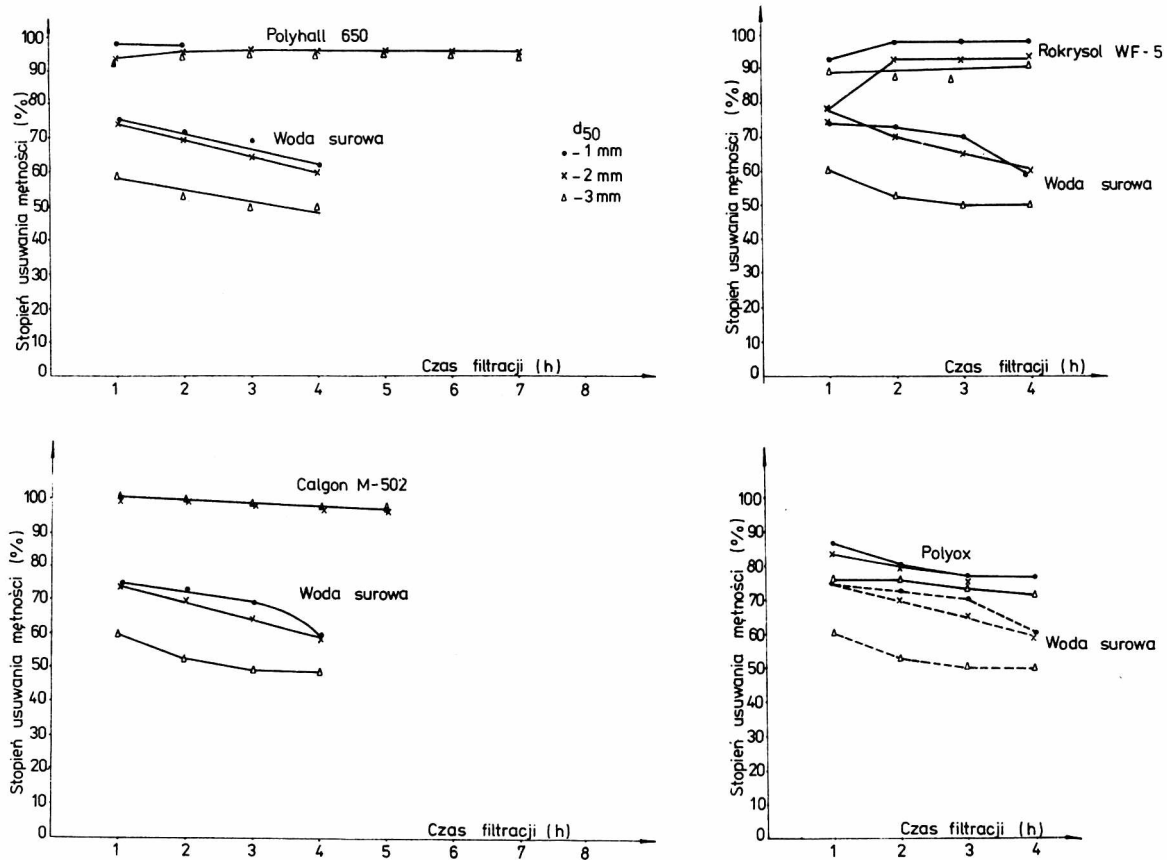 Polyhall 650
Stopień usuwania mętności (%)
100
90
80
70
60
50
40
30
20
10
0
Woda surowa
d50
- 1 mm
- 2 mm
- 3 mm
Czas filtracji (h)
1 2 3 4 5 6 7 8
Rokrysol WF-5
Stopień usuwania mętności (%)
100
90
80
70
60
50
40
30
20
10
0
Woda surowa
Czas filtracji (h)
1 2 3 4
Calgon M-502
Stopień usuwania mętności (%)
100
90
80
70
60
50
40
30
20
10
0
Woda surowa
Czas filtracji (h)
1 2 3 4 5 6 7 8
Polyox
Stopień usuwania mętności (%)
100
90
80
70
60
50
40
30
20
10
0
Woda surowa
Czas filtracji (h)
1 2 3 4